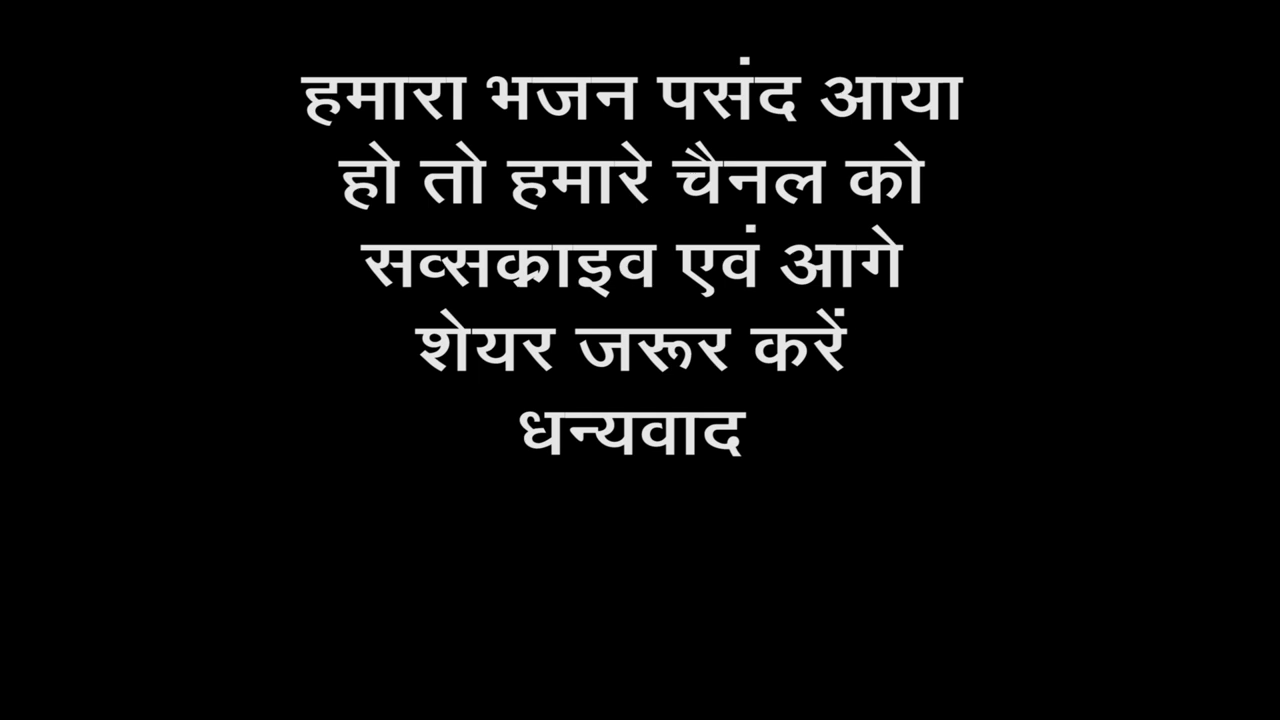 हमारा भजन पसंद आया
हो तो हमारे चैनल को
सव्सक्राइव एवं आगे
शेयर जरूर करें
धन्यवाद